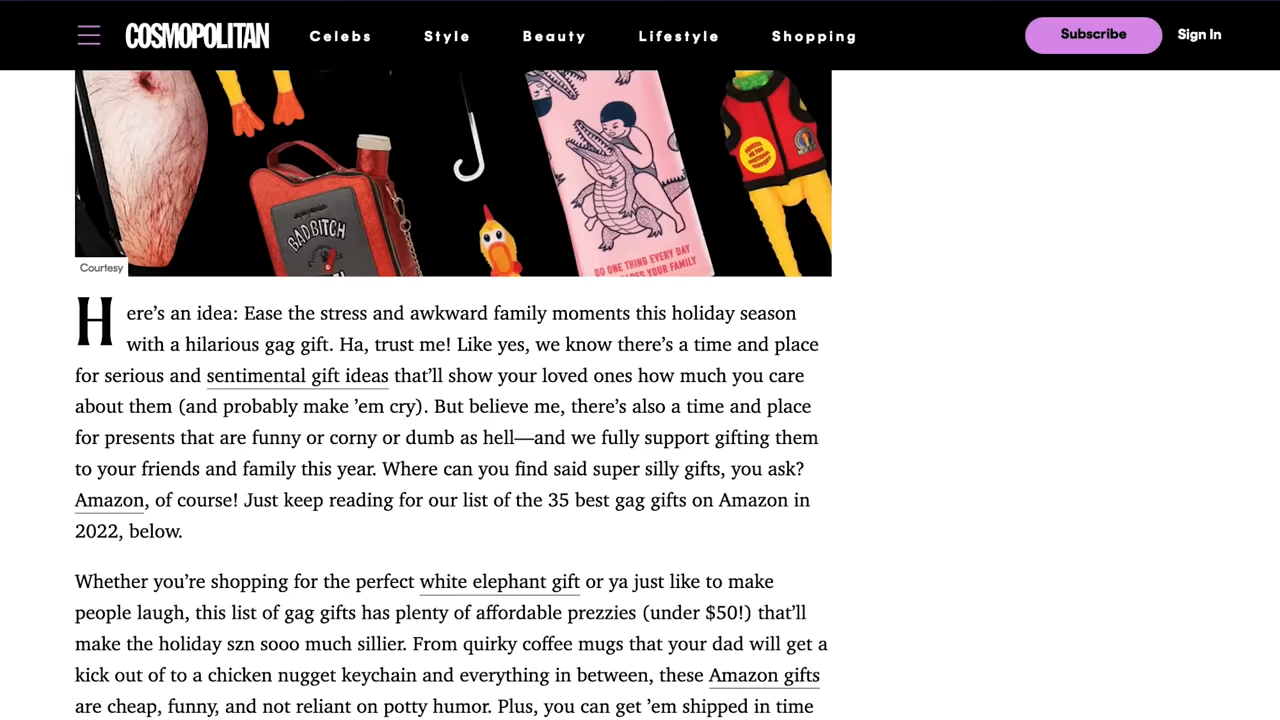 COSMOPOLITAN Celebs Style Beauty Lifestyle Shopping Subscribe Sign In
BAD BITCH
DO ONE THING EVERY DAY
YOUR FAMILY
Courtesy
Here’s an idea: Ease the stress and awkward family moments this holiday season
with a hilarious gag gift. Ha, trust me! Like yes, we know there’s a time and place
for serious and sentimental gift ideas that’ll show your loved ones how much you care
about them (and probably make ’em cry). But believe me, there’s also a time and place
for presents that are funny or corny or dumb as hell—and we fully support gifting them
to your friends and family this year. Where can you find said super silly gifts, you ask?
Amazon, of course! Just keep reading for our list of the 35 best gag gifts on Amazon in
2022, below.
Whether you’re shopping for the perfect white elephant gift or ya just like to make
people laugh, this list of gag gifts has plenty of affordable prezzies (under $50!) that’ll
make the holiday szn sooo much sillier. From quirky coffee mugs that your dad will get a
kick out of to a chicken nugget keychain and everything in between, these Amazon gifts
are cheap, funny, and not reliant on potty humor. Plus, you can get ’em shipped in time